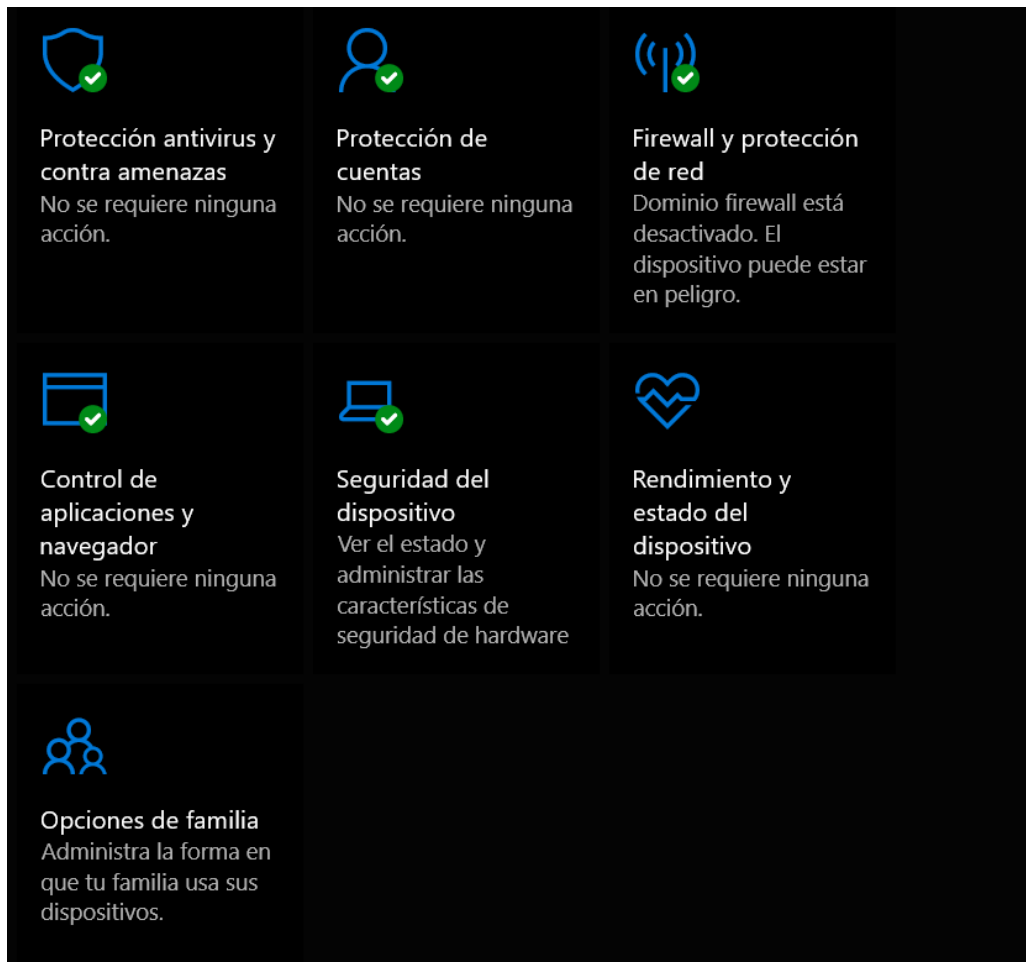 Protección antivirus y
contra amenazas
No se requiere ninguna
acción.
Protección de
cuentas
No se requiere ninguna
acción.
Firewall y protección
de red
Dominio firewall está
desactivado. El
dispositivo puede estar
en peligro.
Control de
aplicaciones y
navegador
No se requiere ninguna
acción.
Seguridad del
dispositivo
Ver el estado y
administrar las
características de
seguridad de hardware
Rendimiento y
estado del
dispositivo
No se requiere ninguna
acción.
Opciones de familia
Administra la forma en
que tu familia usa sus
dispositivos.